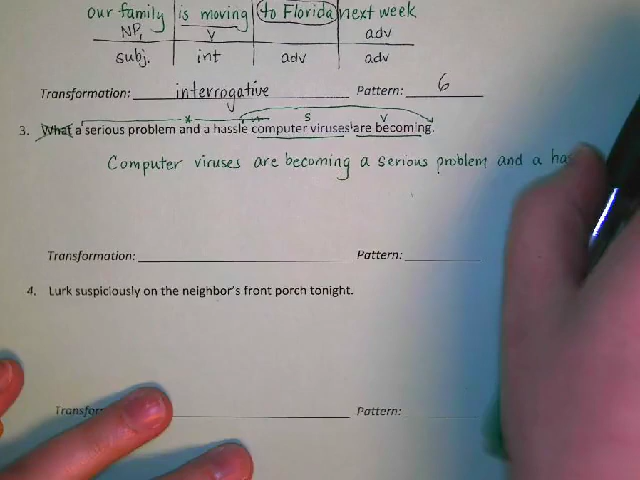 our family is moving to Florida next week
NP₁ V adv
subj. int adv adv
Transformation: interrogative Pattern: 6
s v
3. What a serious problem and a hassle computer viruses are becoming.
Computer viruses are becoming a serious problem and a
Transformation: Pattern:
4. Lurk suspiciously on the neighbor's front porch tonight.
Pattern: